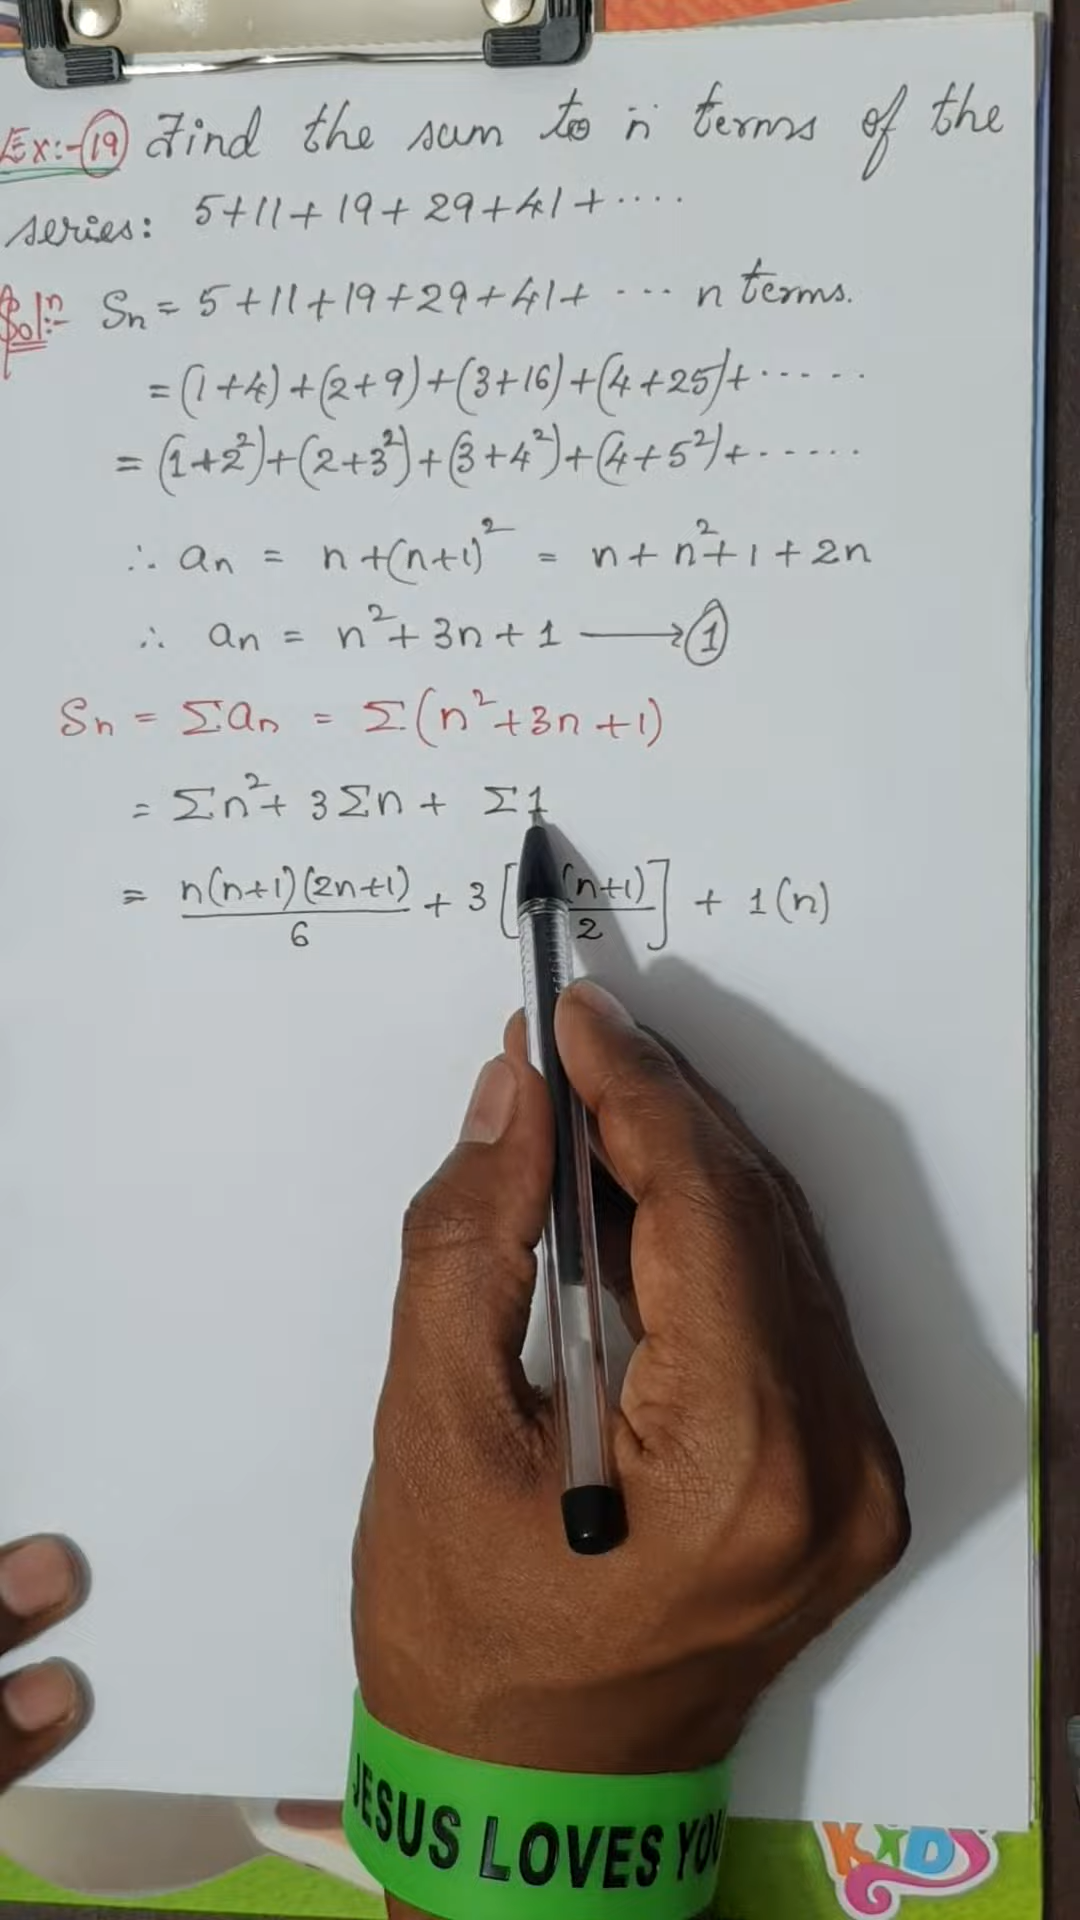 Ex:-19 Find the sum to n terms of the
series: 5+11+19+29+41+....
Solⁿ:- Sₙ = 5+11+19+29+41+ ... n terms.
= (1+4)+(2+9)+(3+16)+(4+25)+.....
= (1+2²)+(2+3²)+(3+4²)+(4+5²)+.....
∴ aₙ = n+(n+1)² = n+n²+1+2n
∴ aₙ = n²+3n+1 ⟶ ①
Sₙ = Σaₙ = Σ(n²+3n+1)
= Σn²+ 3Σn + Σ1
= n(n+1)(2n+1)/6 + 3[(n+1)/2] + 1(n)
JESUS LOVES YOU
KiDS